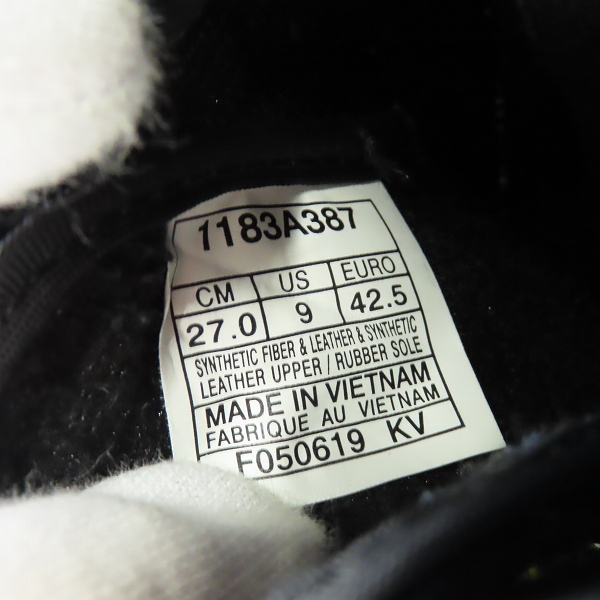 1183A387
CM US EURO
27.0 9 42.5
SYNTHETIC FIBER & LEATHER & SYNTHETIC
LEATHER UPPER / RUBBER SOLE
MADE IN VIETNAM
FABRIQUE AU VIETNAM
F050619 KV